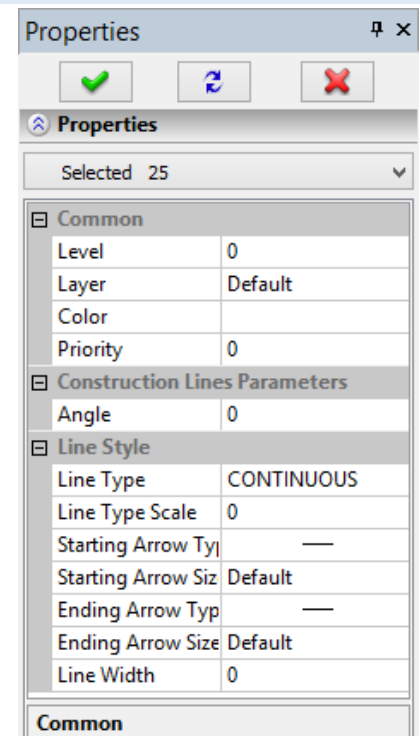 Properties
Properties
Selected 25
Common
Level 0
Layer Default
Color
Priority 0
Construction Lines Parameters
Angle 0
Line Style
Line Type CONTINUOUS
Line Type Scale 0
Starting Arrow Typ
Starting Arrow Siz Default
Ending Arrow Typ
Ending Arrow Size Default
Line Width 0
Common